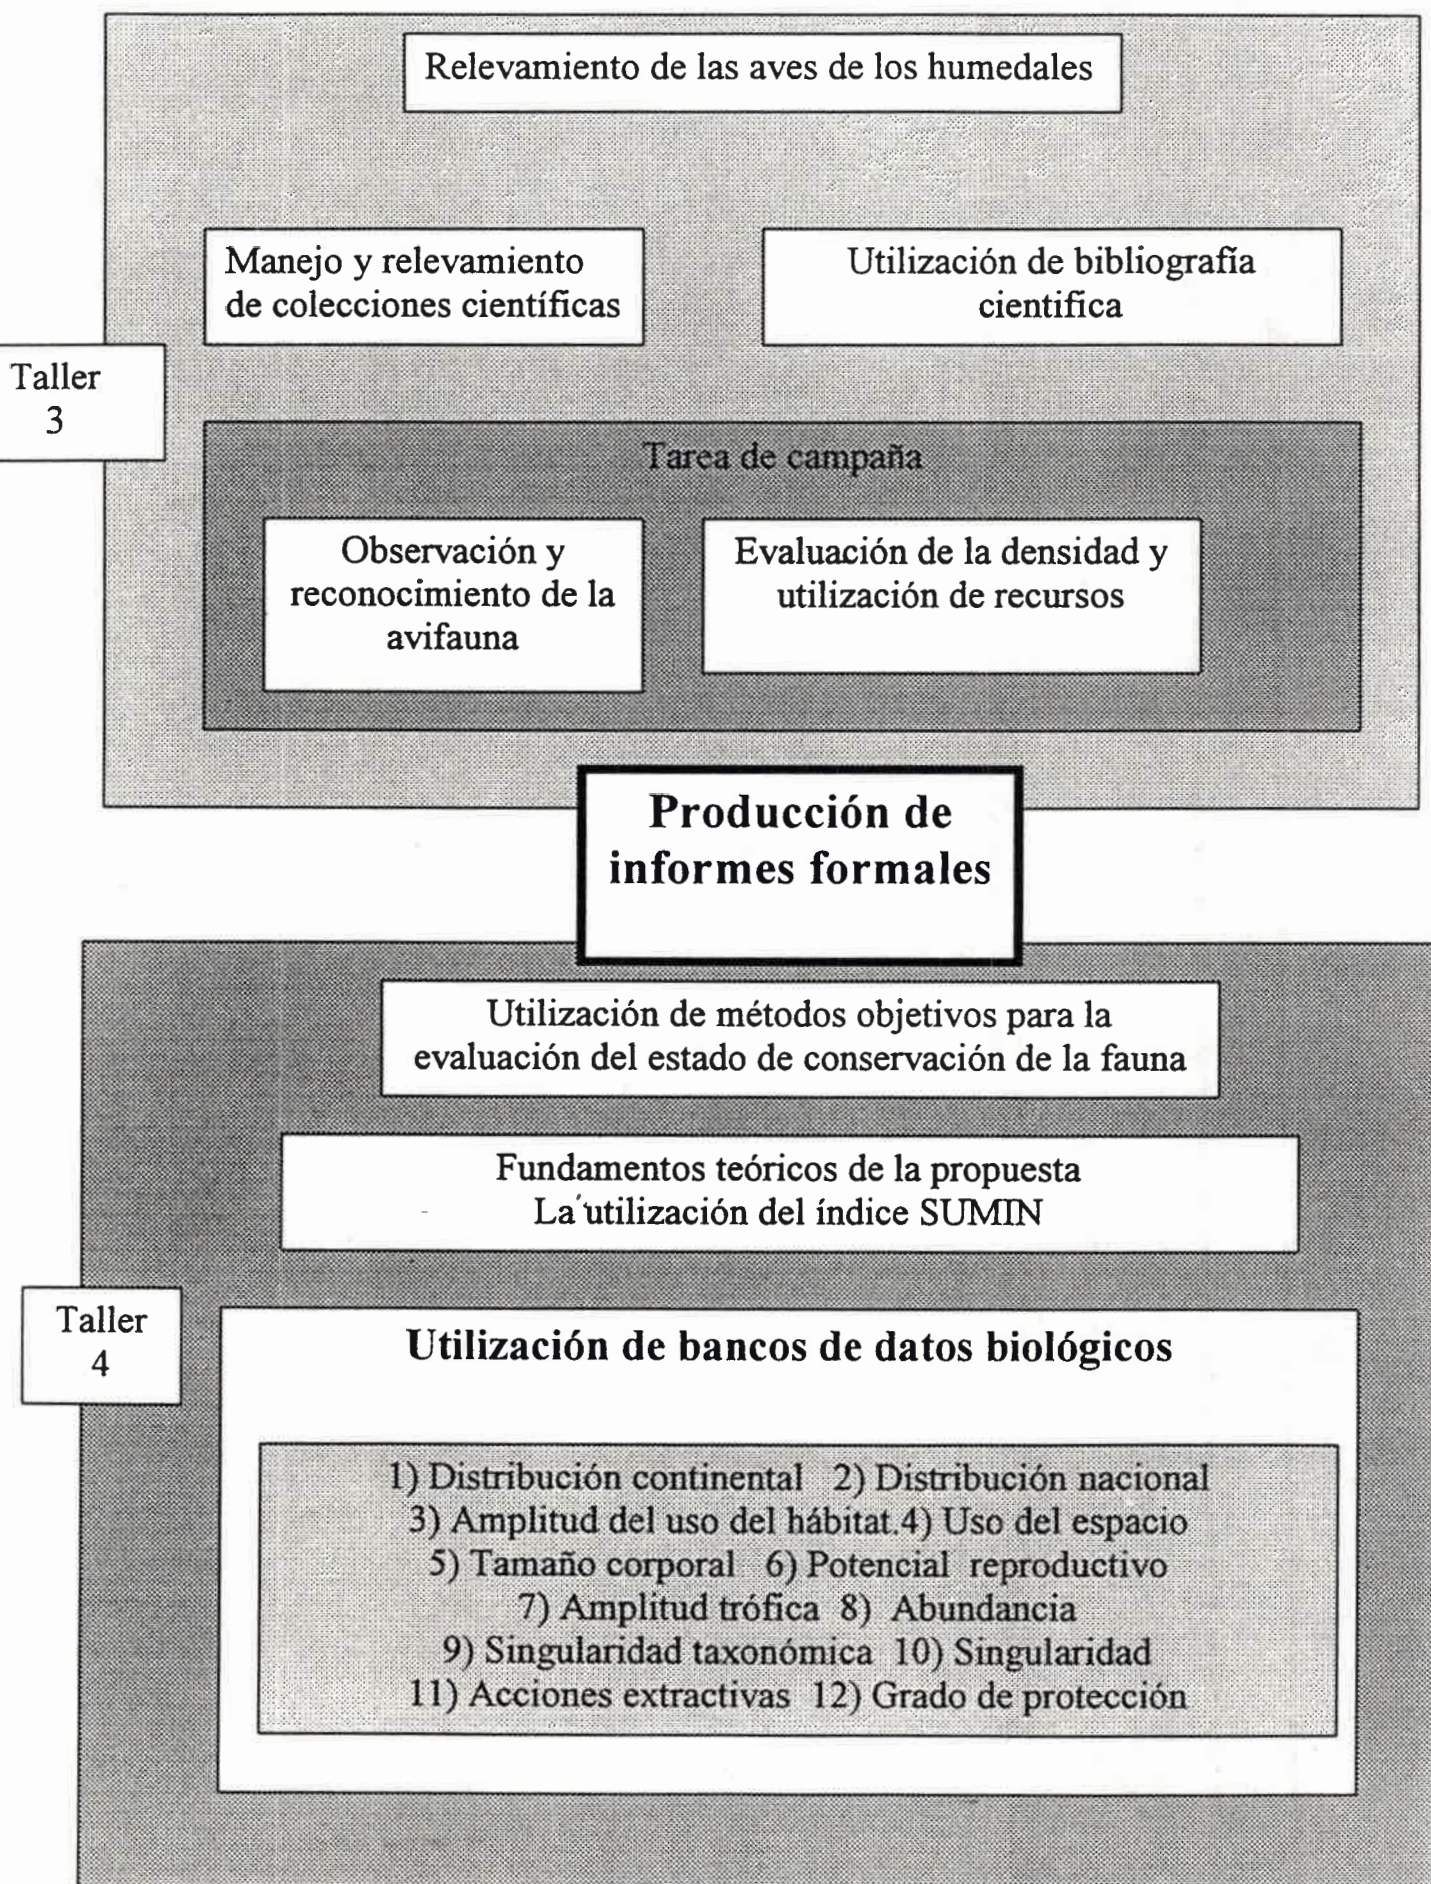 Relevamiento de las aves de los humedales
Manejo y relevamiento
de colecciones científicas
Utilización de bibliografía
cientifica
Taller
3
Tarea de campaña
Observación y
reconocimiento de la
avifauna
Evaluación de la densidad y
utilización de recursos
Producción de
informes formales
Utilización de métodos objetivos para la
evaluación del estado de conservación de la fauna
Fundamentos teóricos de la propuesta
La utilización del índice SUMIN
Taller
4
Utilización de bancos de datos biológicos
1) Distribución continental 2) Distribución nacional
3) Amplitud del uso del hábitat.4) Uso del espacio
5) Tamaño corporal 6) Potencial reproductivo
7) Amplitud trófica 8) Abundancia
9) Singularidad taxonómica 10) Singularidad
11) Acciones extractivas 12) Grado de protección